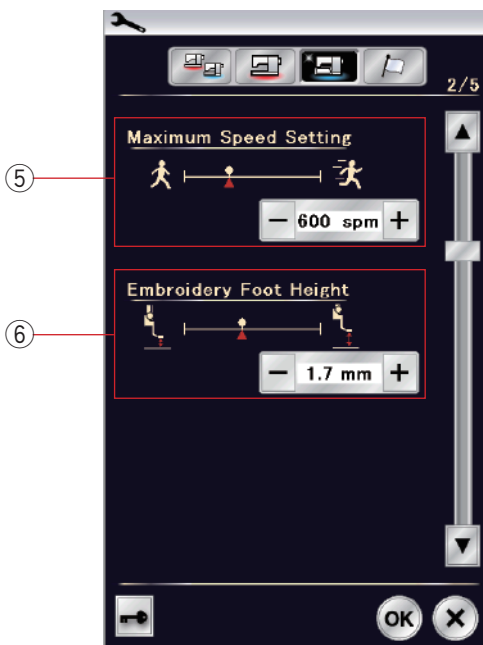 2/5
⑤
Maximum Speed Setting
− 600 spm +
⑥
Embroidery Foot Height
− 1.7 mm +
OK ×